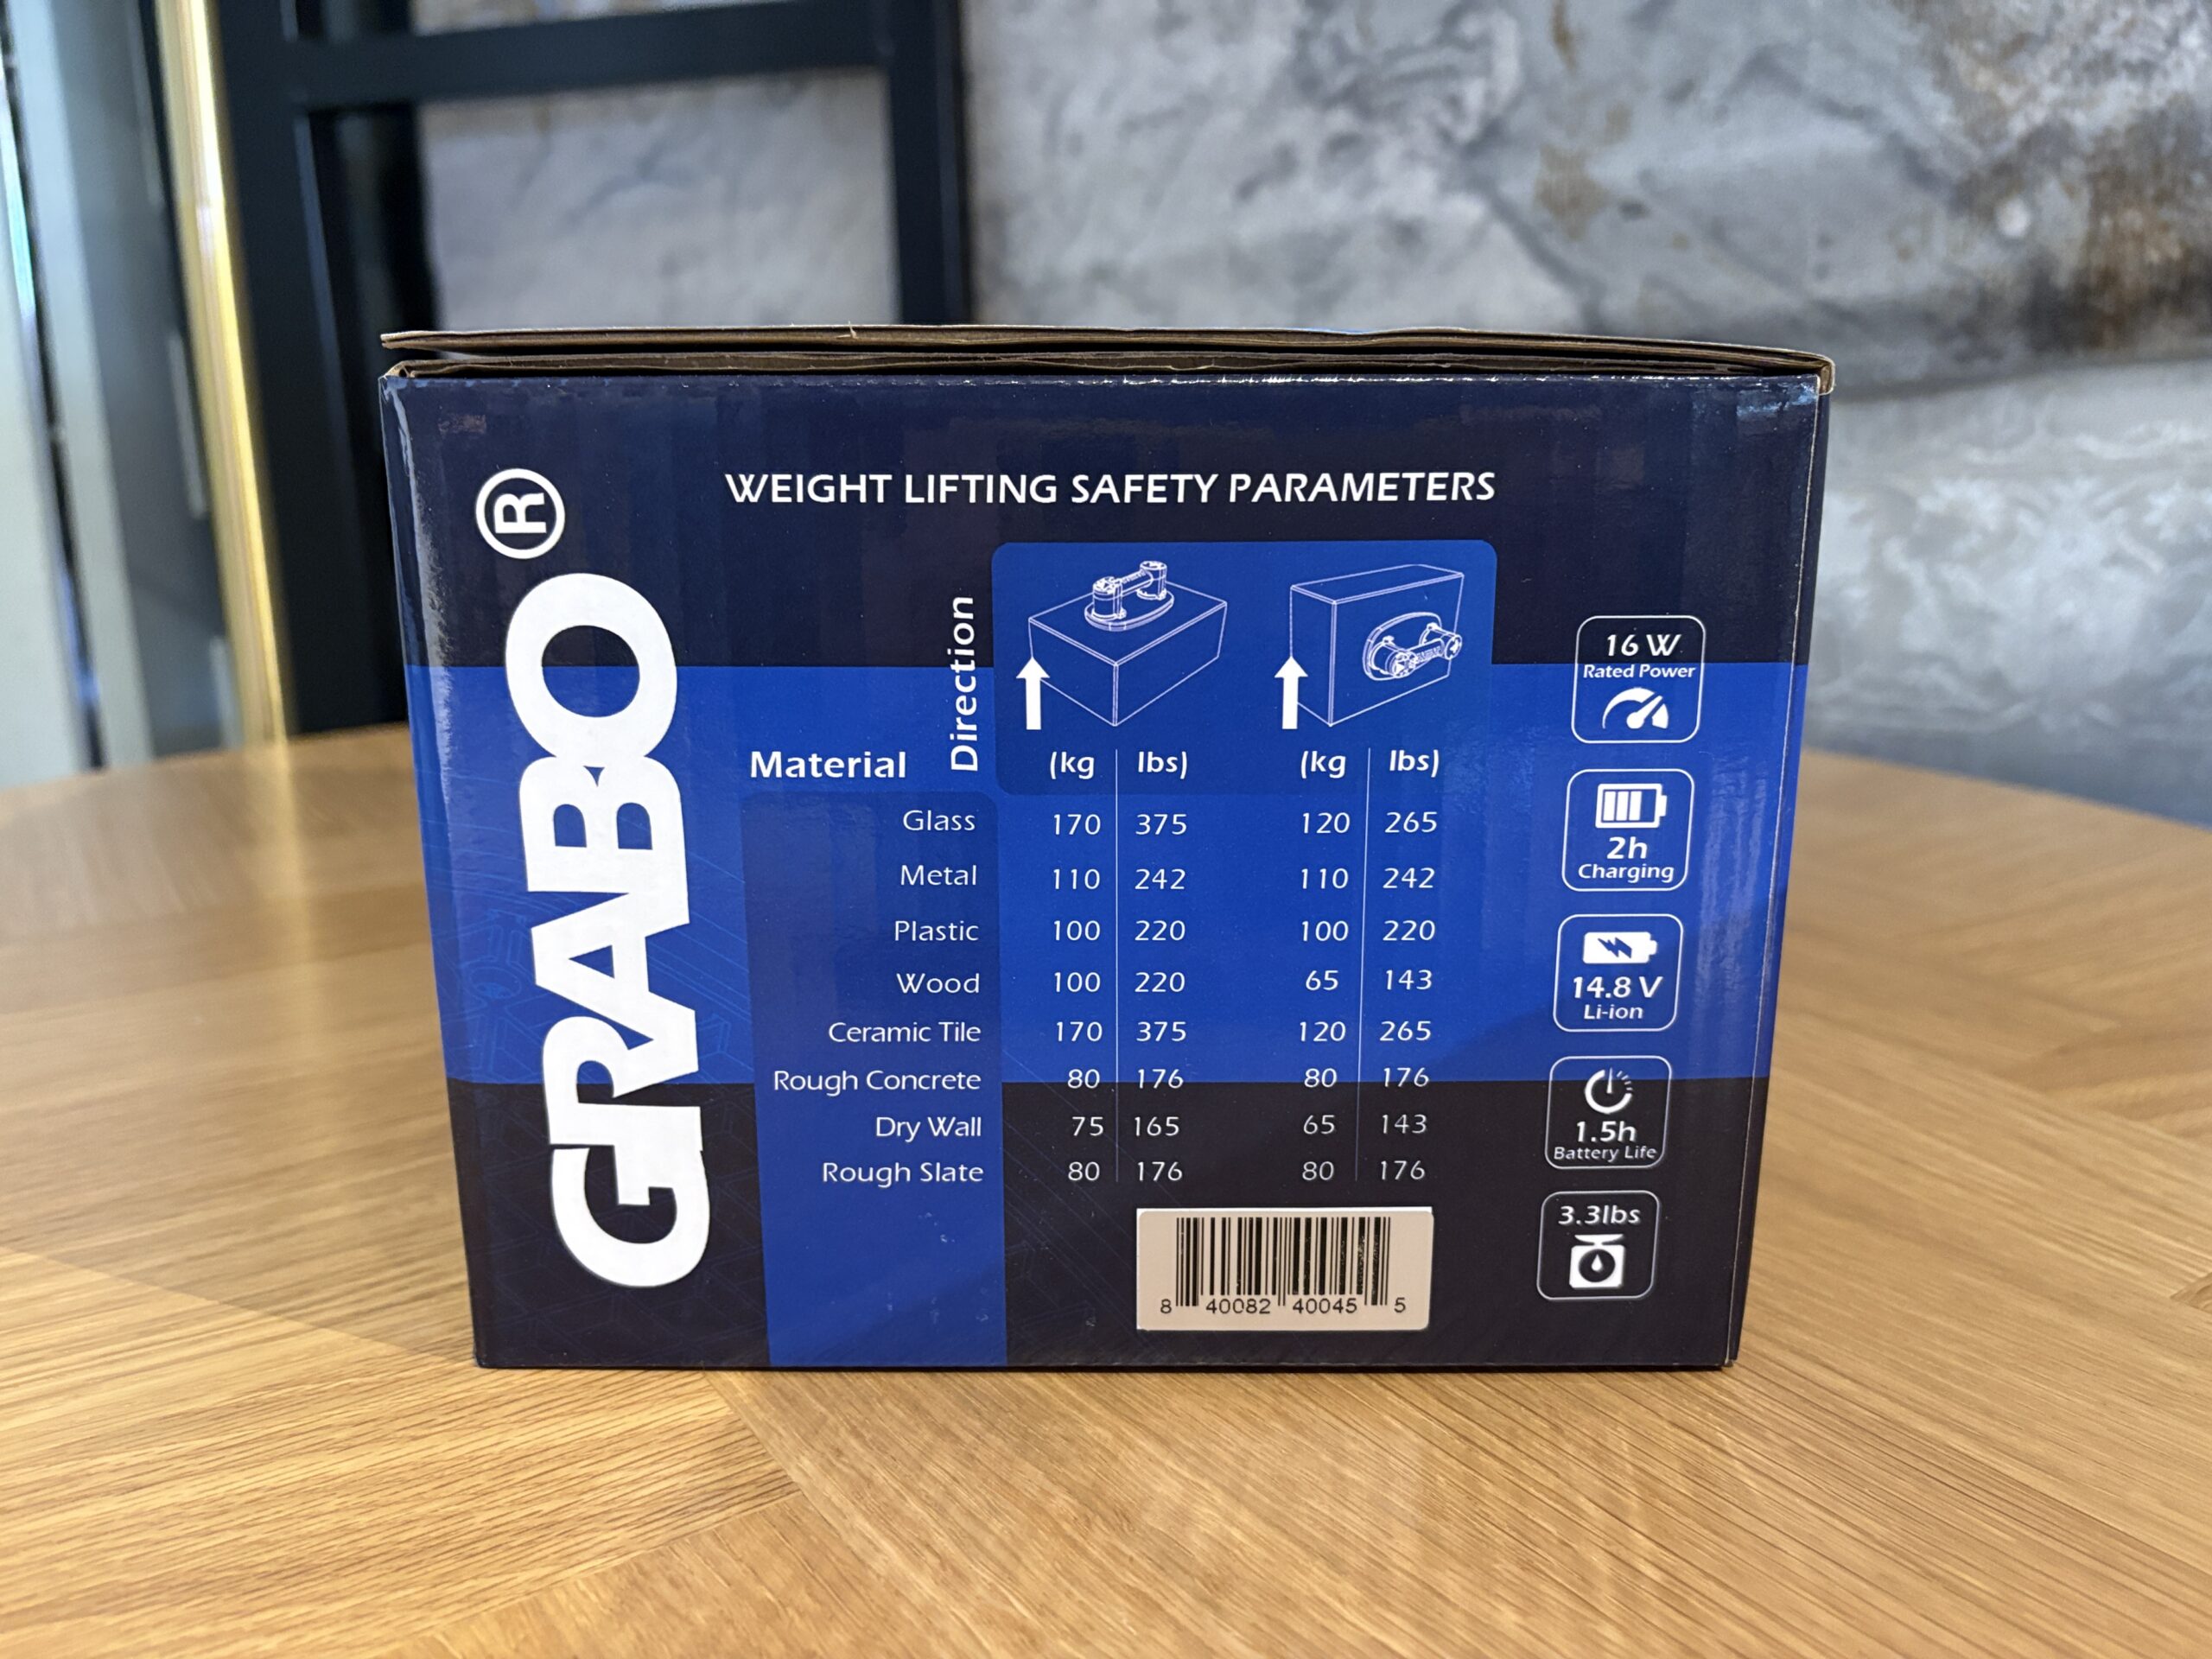 GRABO®
WEIGHT LIFTING SAFETY PARAMETERS
Direction
Material (kg lbs) (kg lbs)
Glass 170 375 120 265
Metal 110 242 110 242
Plastic 100 220 100 220
Wood 100 220 65 143
Ceramic Tile 170 375 120 265
Rough Concrete 80 176 80 176
Dry Wall 75 165 65 143
Rough Slate 80 176 80 176
8 40082 40045 5
16 W
Rated Power
2h
Charging
14.8 V
Li-ion
1.5h
Battery Life
3.3lbs